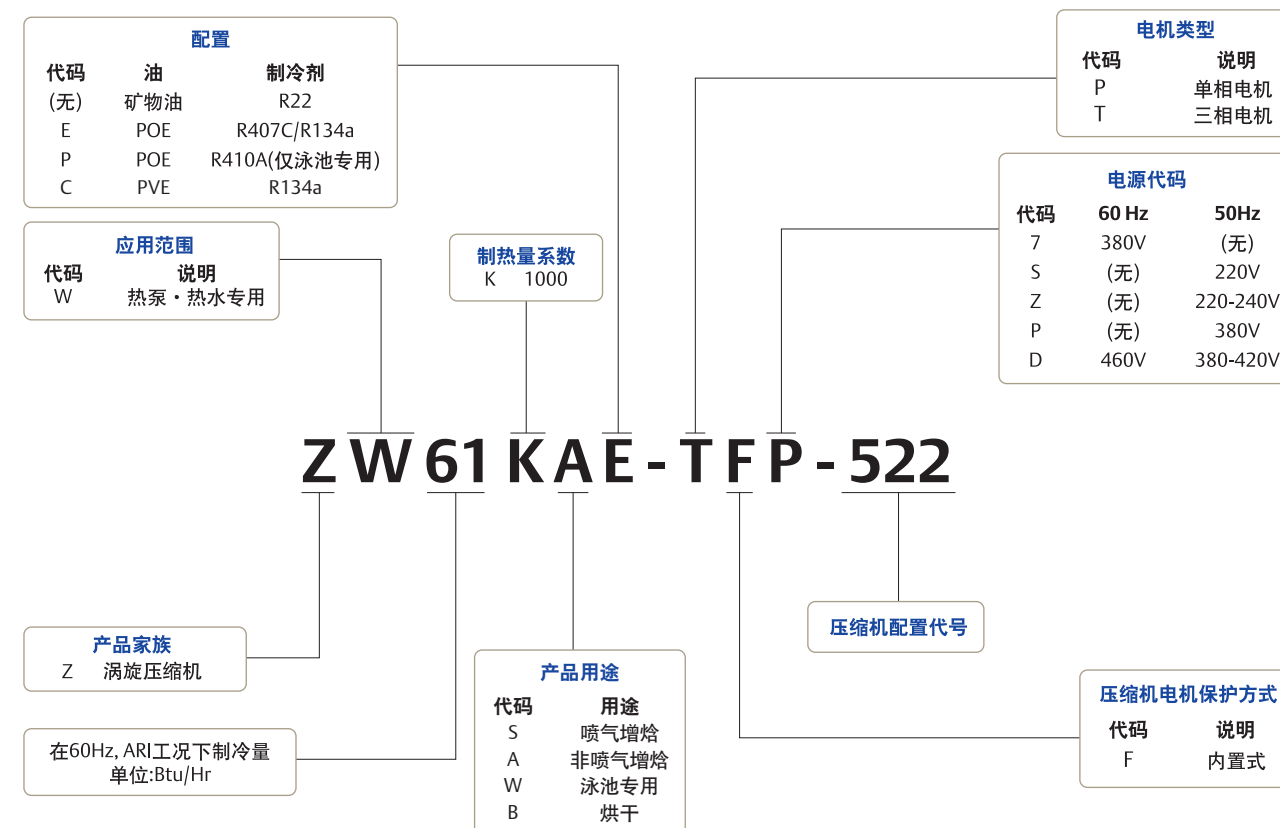 配置
代码 油 制冷剂
(无) 矿物油 R22
E POE R407C/R134a
P POE R410A(仅泳池专用)
C PVE R134a
电机类型
代码 说明
P 单相电机
T 三相电机
电源代码
代码 60 Hz 50Hz
7 380V (无)
S (无) 220V
Z (无) 220-240V
P (无) 380V
D 460V 380-420V
应用范围
代码 说明
W 热泵·热水专用
制热量系数
K 1000
ZW61KAE-TFP-522
产品家族
Z 涡旋压缩机
在60Hz, ARI工况下制冷量
单位:Btu/Hr
产品用途
代码 用途
S 喷气增焓
A 非喷气增焓
W 泳池专用
B 烘干
压缩机配置代号
压缩机电机保护方式
代码 说明
F 内置式